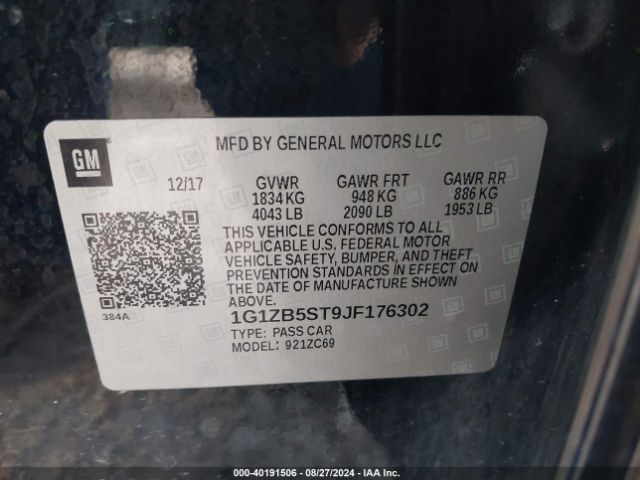 GM
MFD BY GENERAL MOTORS LLC
12/17 GVWR GAWR FRT GAWR RR
1834 KG 948 KG 886 KG
4043 LB 2090 LB 1953 LB
THIS VEHICLE CONFORMS TO ALL
APPLICABLE U.S. FEDERAL MOTOR
VEHICLE SAFETY, BUMPER, AND THEFT
PREVENTION STANDARDS IN EFFECT ON
THE DATE OF MANUFACTURE SHOWN
ABOVE.
384A
1G1ZB5ST9JF176302
TYPE: PASS CAR
MODEL: 921ZC69
000-40191506 - 08/27/2024 - IAA Inc.